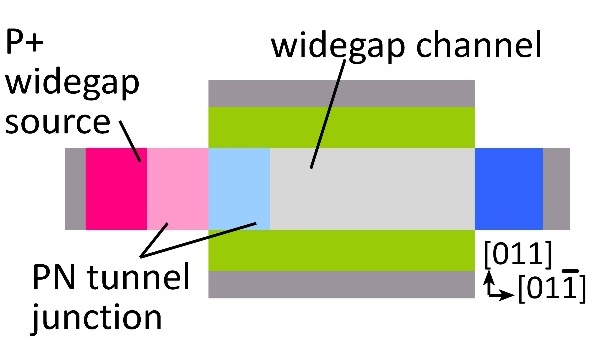 P+
widegap
source
widegap channel
PN tunnel
junction
[011]
[011̅]